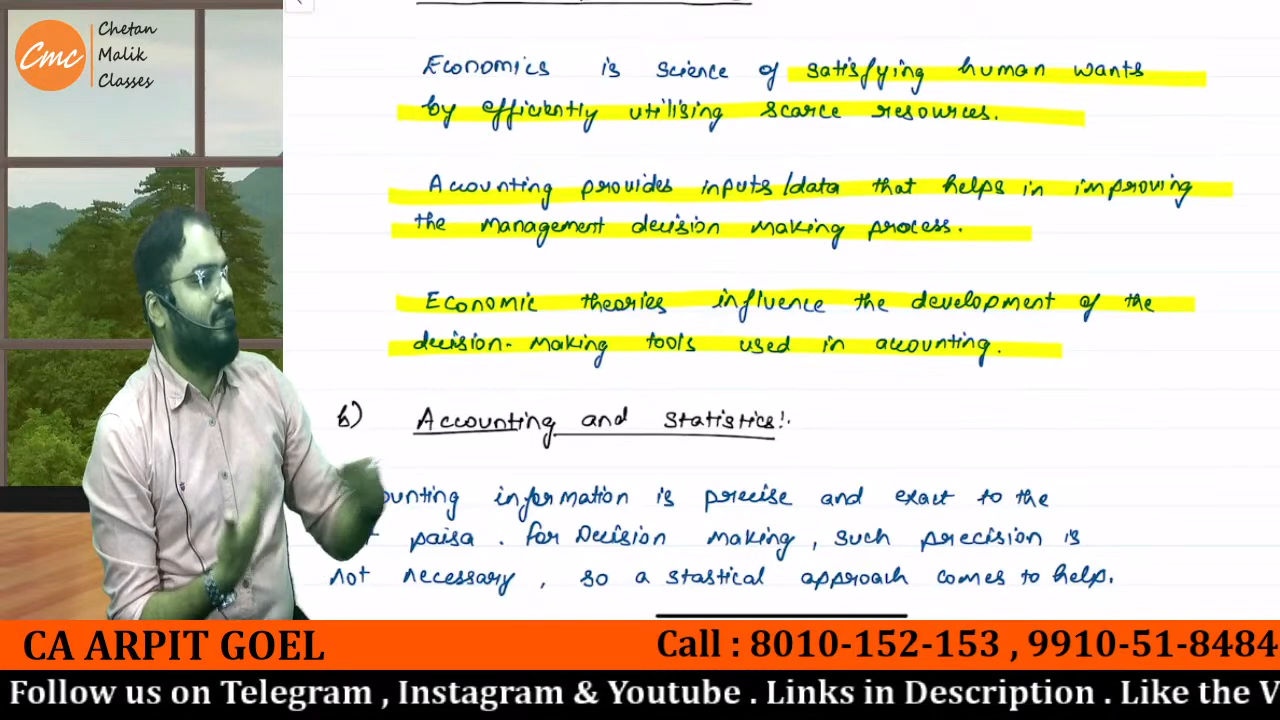 Cmc
Chetan
Malik
Classes
Economics is science of satisfying human wants
by efficiently utilising scarce resources.
Accounting provides inputs/data that helps in improving
the management decision making process.
Economic theories influence the development of the
decision-making tools used in accounting.
b) Accounting and Statistics:-
ounting information is precise and exact to the
paisa. For Decision making, such precision is
not necessary, so a stastical approach comes to help.
CA ARPIT GOEL
Call : 8010-152-153 , 9910-51-8484
Follow us on Telegram , Instagram & Youtube . Links in Description . Like the V